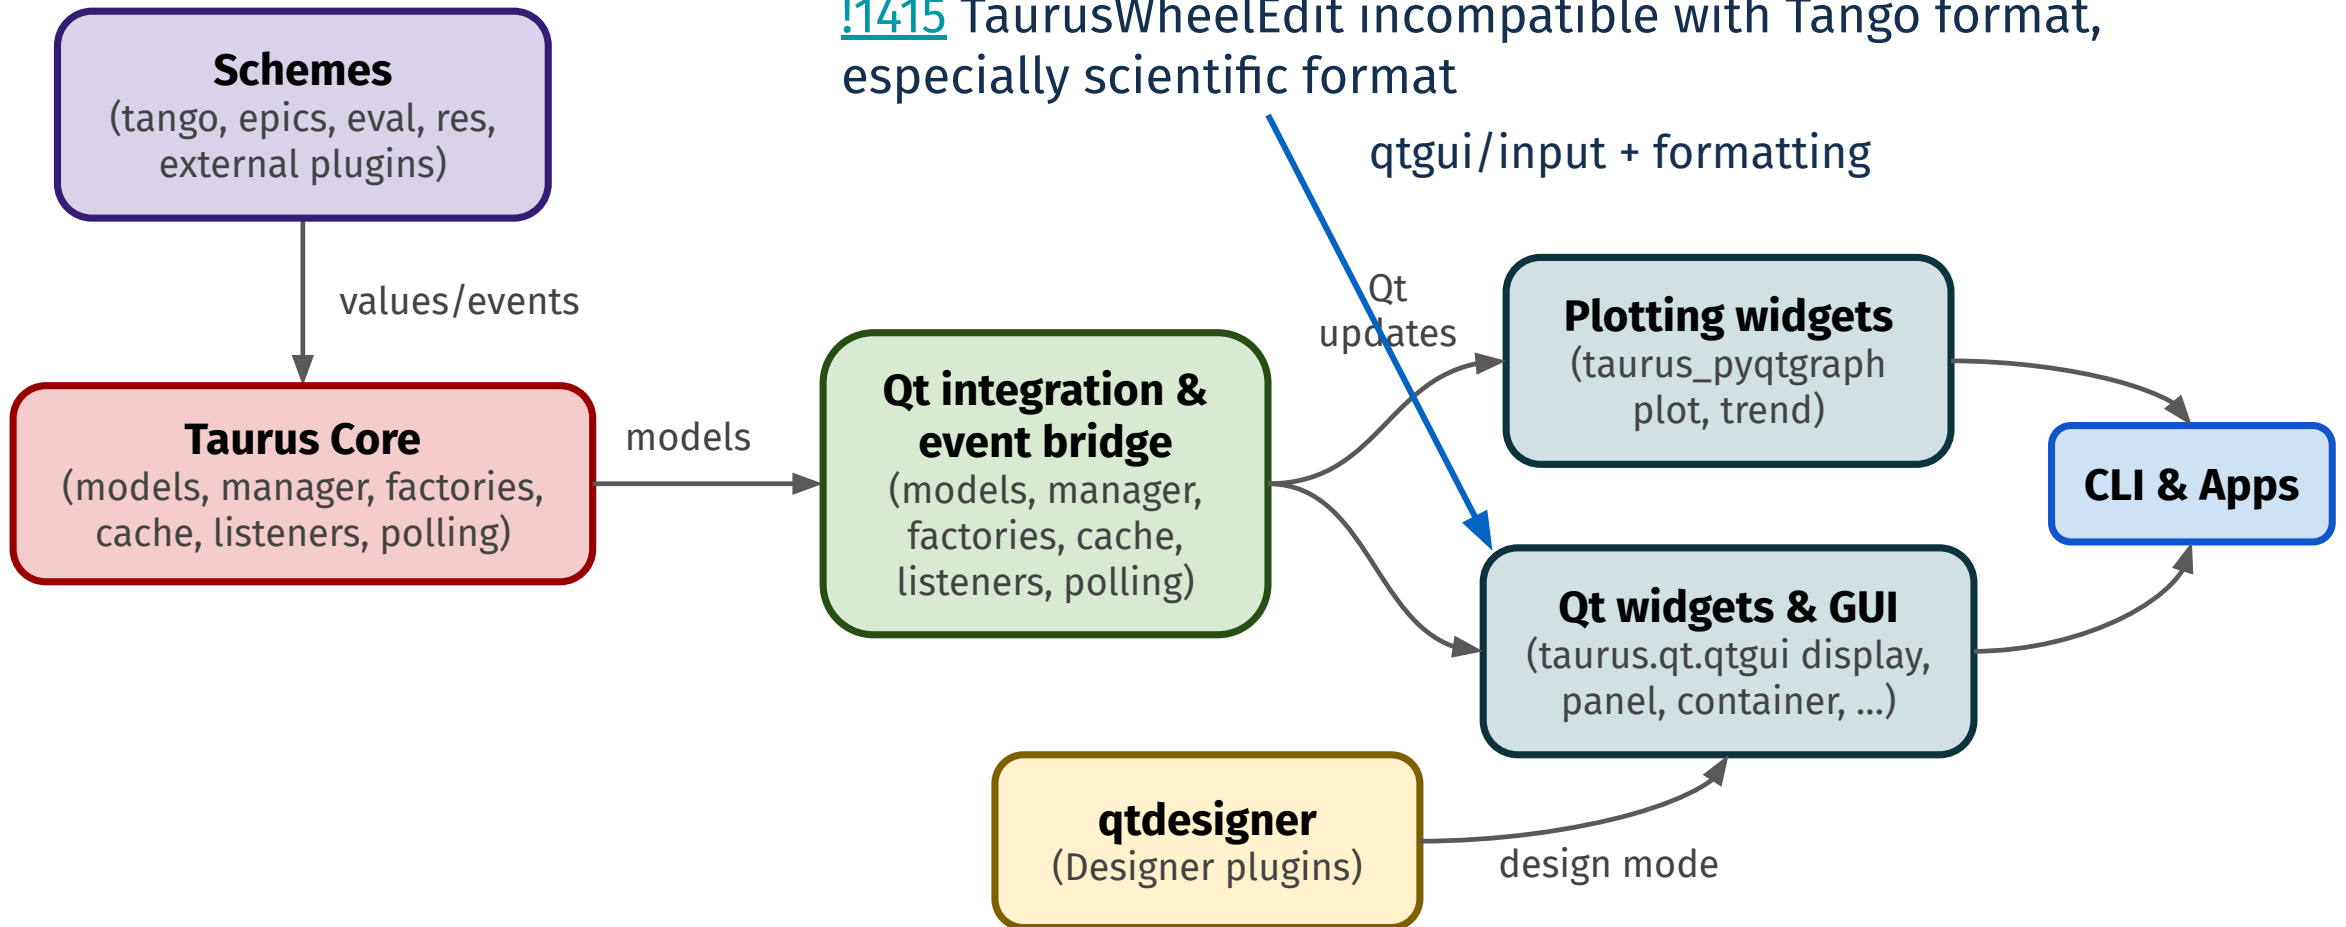 !1415 TaurusWheelEdit incompatible with Tango format,
especially scientific format
qtgui/input + formatting
Schemes
(tango, epics, eval, res,
external plugins)
values/events
Taurus Core
(models, manager, factories,
cache, listeners, polling)
models
Qt integration &
event bridge
(models, manager,
factories, cache,
listeners, polling)
Qt
updates
Plotting widgets
(taurus_pyqtgraph
plot, trend)
CLI & Apps
Qt widgets & GUI
(taurus.qt.qtgui display,
panel, container, ...)
qtdesigner
(Designer plugins)
design mode